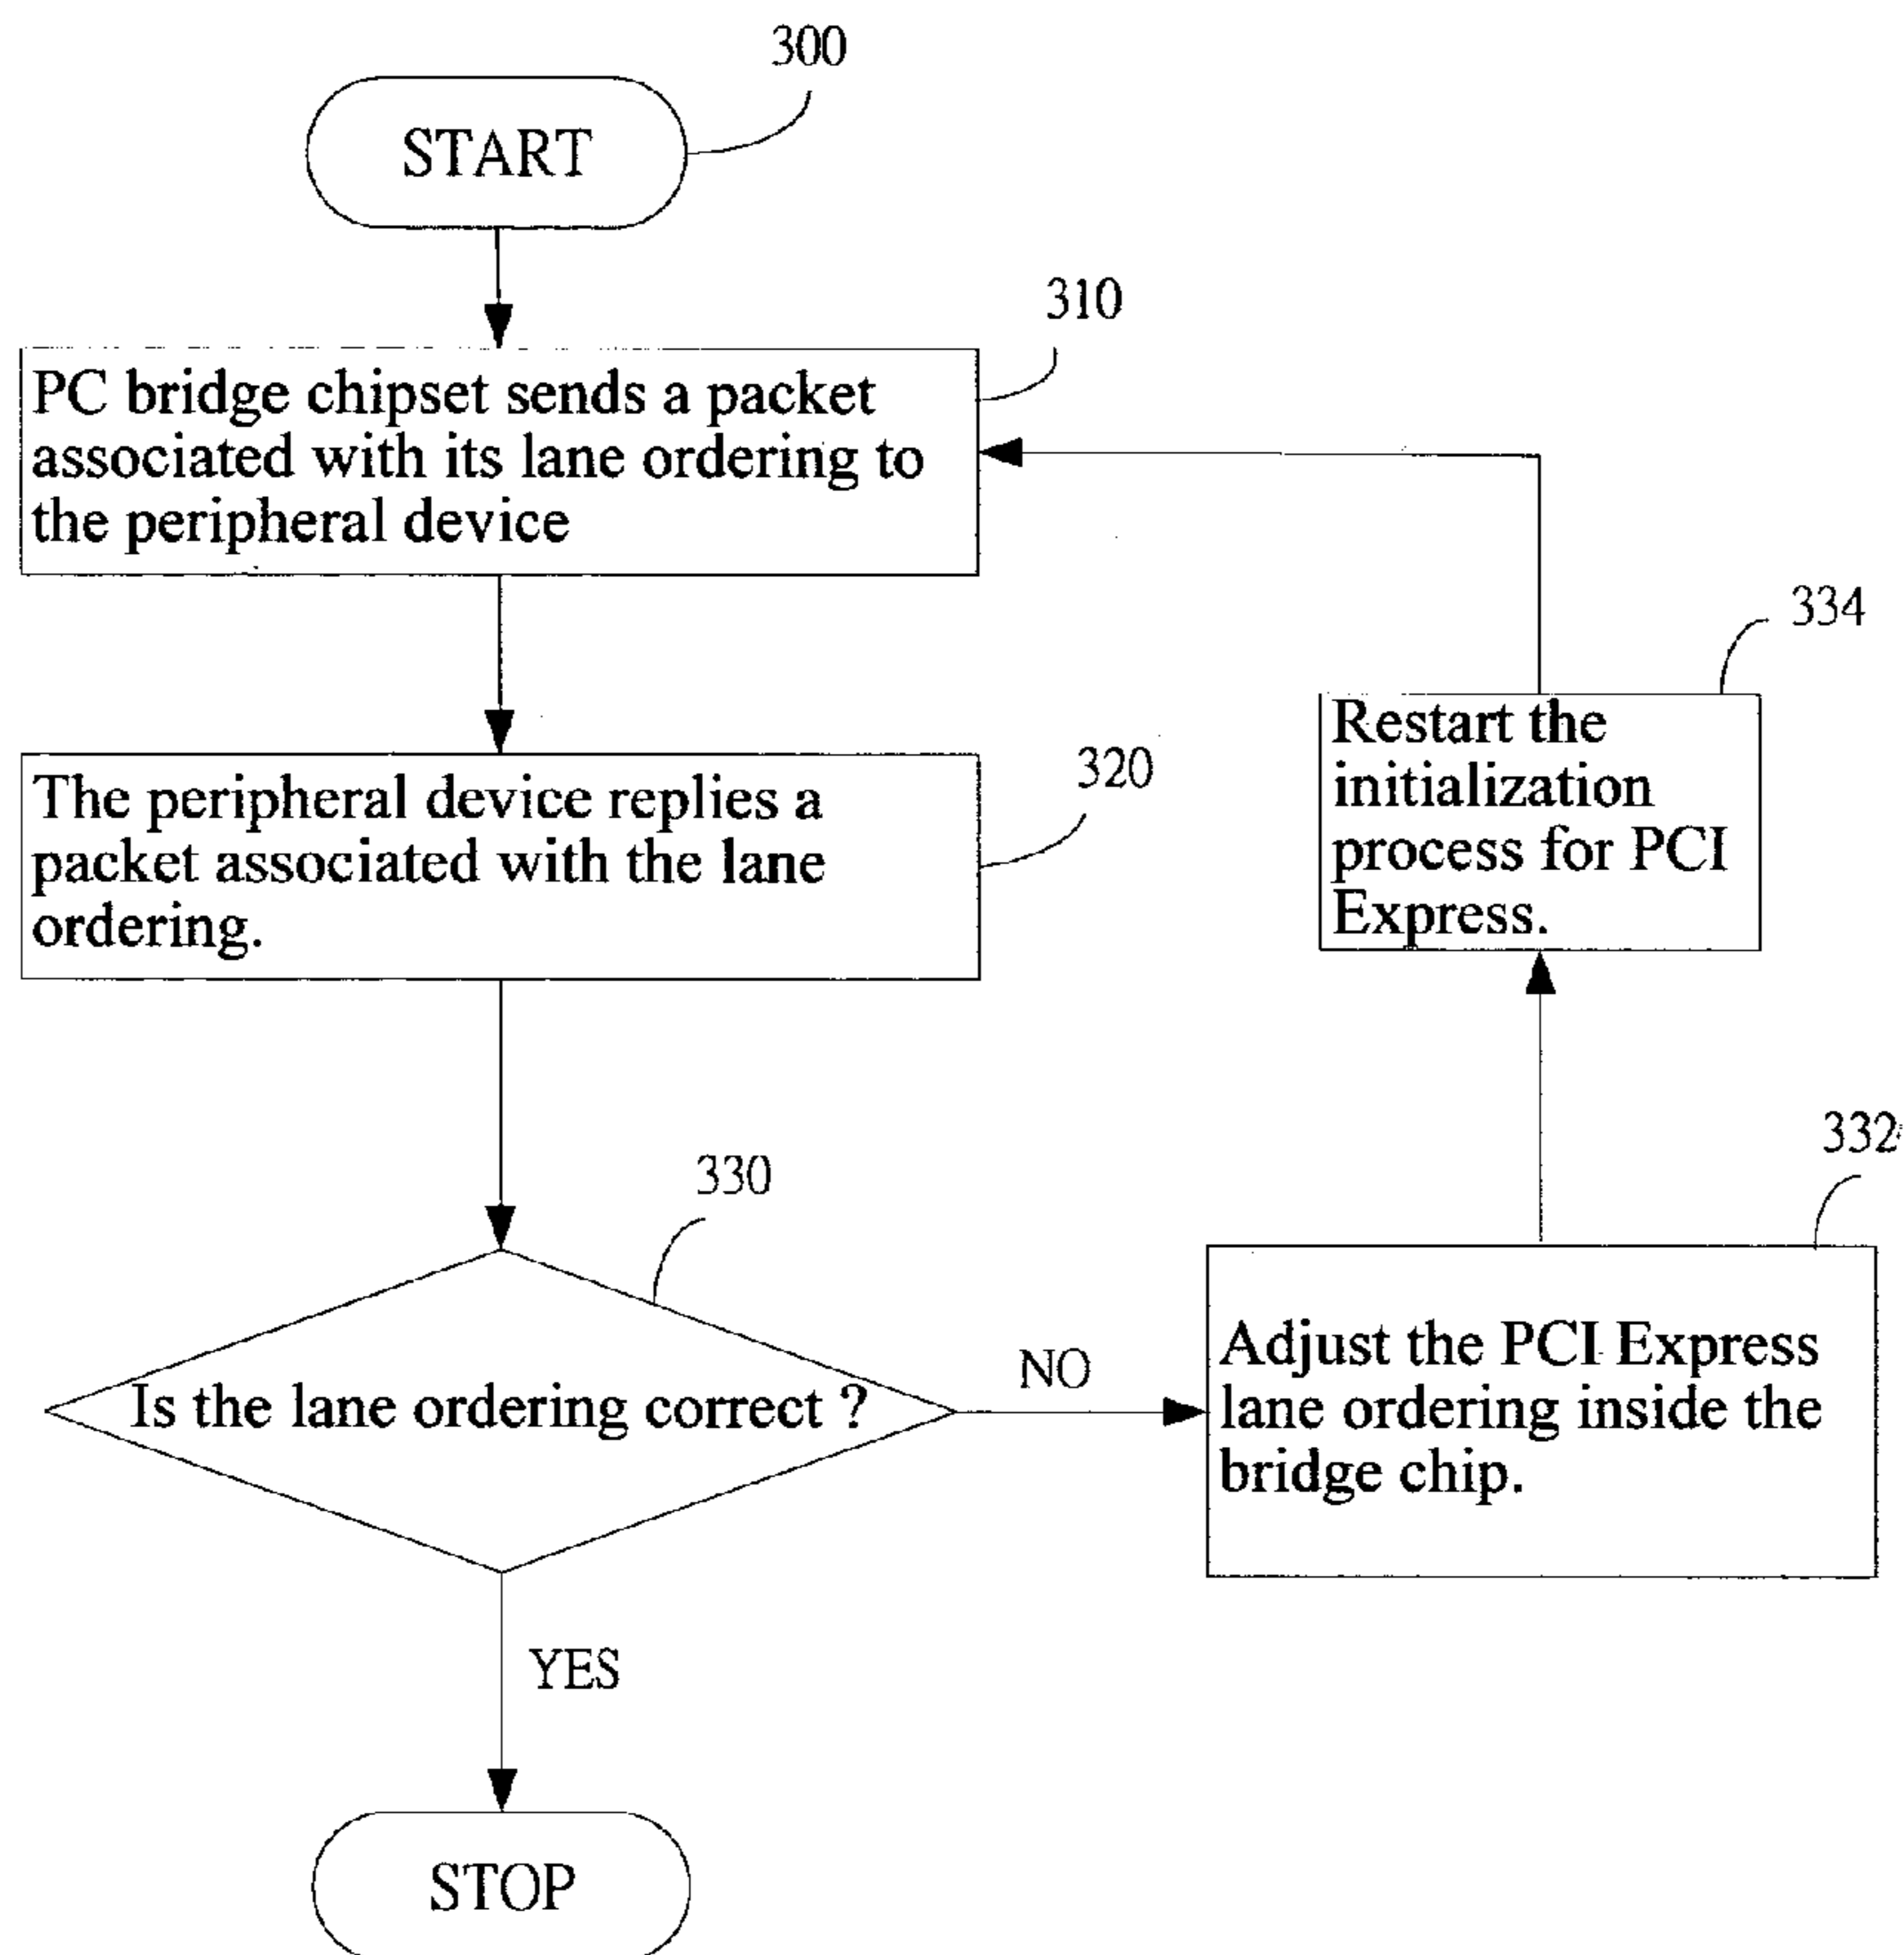 300
START
310
PC bridge chipset sends a packet
associated with its lane ordering to
the peripheral device
320
The peripheral device replies a
packet associated with the lane
ordering.
330
Is the lane ordering correct ?
NO
YES
STOP
332
Adjust the PCI Express
lane ordering inside the
bridge chip.
334
Restart the
initialization
process for PCI
Express.